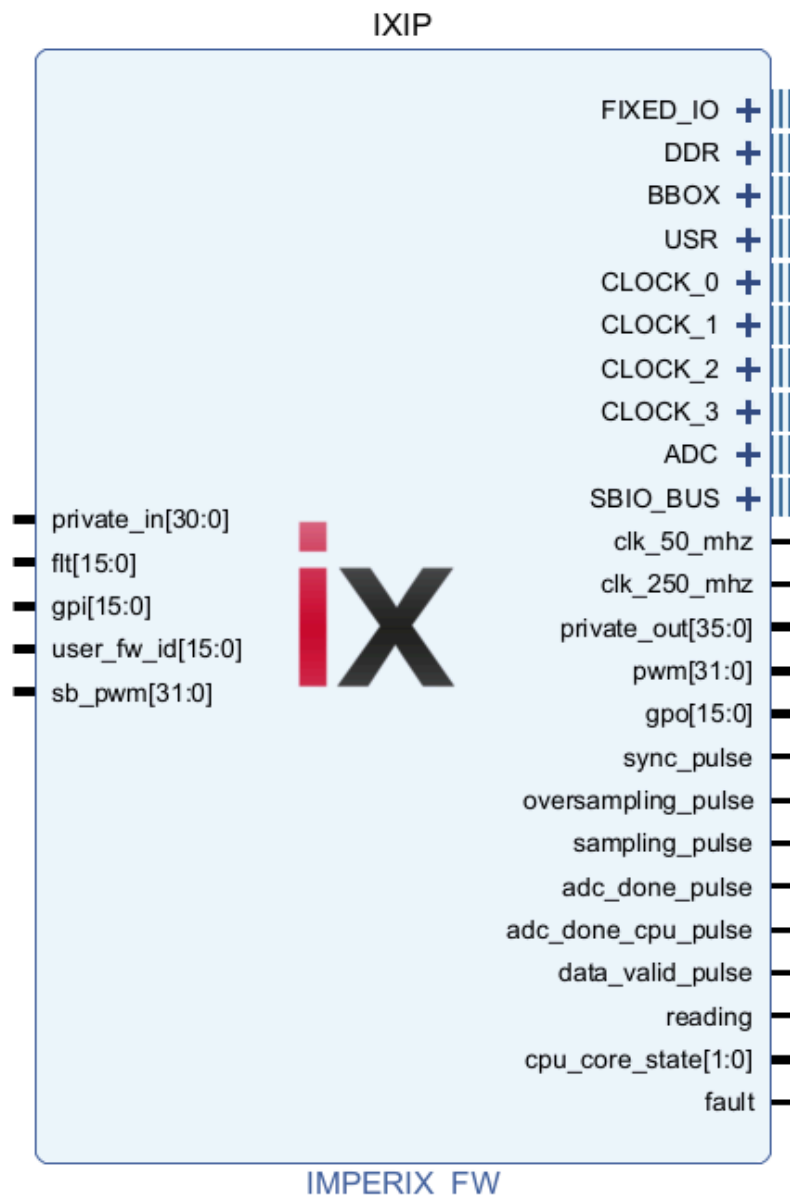 IXIP
FIXED_IO
DDR
BBOX
USR
CLOCK_0
CLOCK_1
CLOCK_2
CLOCK_3
ADC
SBIO_BUS
private_in[30:0]
flt[15:0]
gpi[15:0]
user_fw_id[15:0]
sb_pwm[31:0]
ix
clk_50_mhz
clk_250_mhz
private_out[35:0]
pwm[31:0]
gpo[15:0]
sync_pulse
oversampling_pulse
sampling_pulse
adc_done_pulse
adc_done_cpu_pulse
data_valid_pulse
reading
cpu_core_state[1:0]
fault
IMPERIX_FW